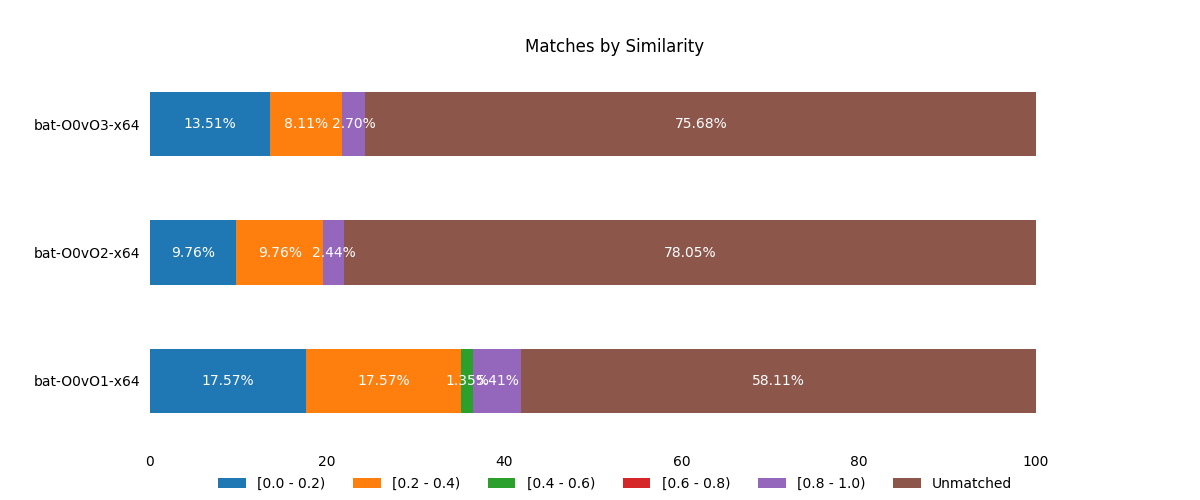 Matches by Similarity
bat-O0vO3-x64 13.51% 8.11% 2.70% 75.68%
bat-O0vO2-x64 9.76% 9.76% 2.44% 78.05%
bat-O0vO1-x64 17.57% 17.57% 1.35% 5.41% 58.11%
0 20 40 60 80 100
[0.0 - 0.2) [0.2 - 0.4) [0.4 - 0.6) [0.6 - 0.8) [0.8 - 1.0) Unmatched